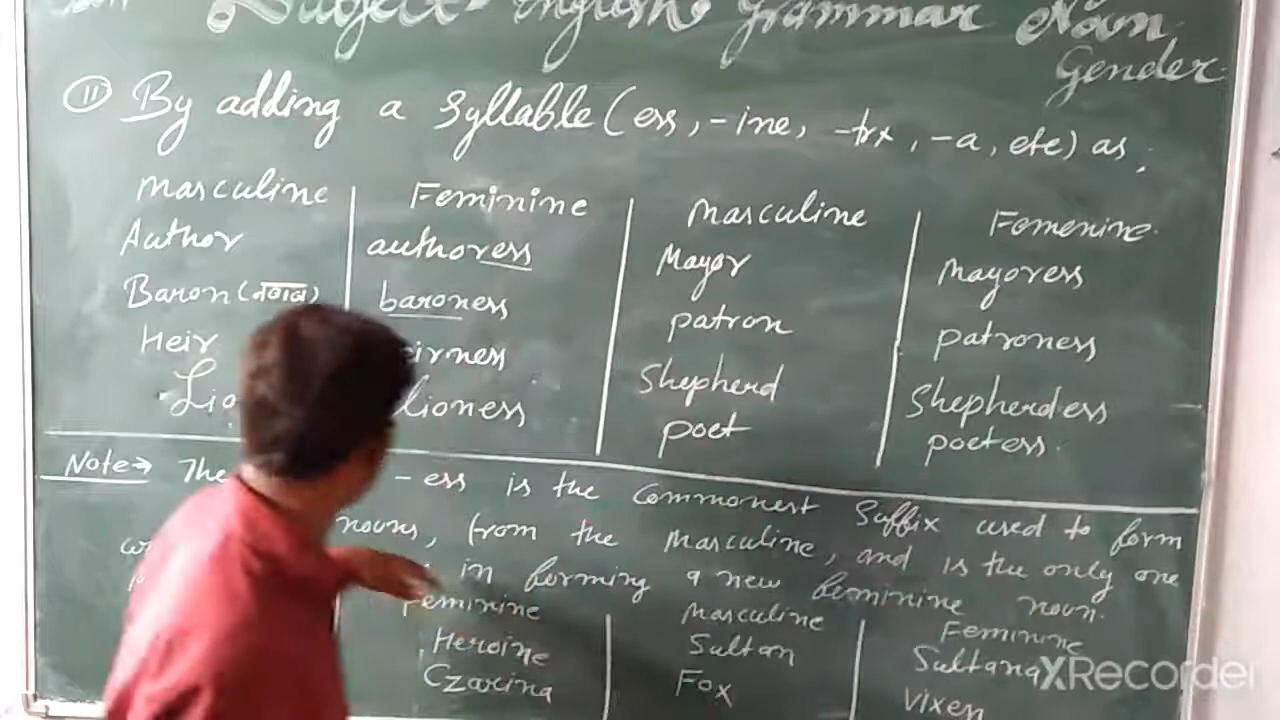 Subject- English Grammar Noun
Gender
(11) By adding a Syllable (ess, -ine, -trx, -a, etc) as;
Masculine Feminine Masculine Femenine
Author authoress Mayor Mayoress
Baron baroness patron patroness
Heir irness Shepherd Shepherdess
Lio lioness poet poetess
Note→ The -ess is the Commonest Suffix used to form
nouns, from the Masculine, and is the only one
in forming a new feminine noun.
Feminine Masculine Feminine
Heroine Sultan Sultana
Czarina Fox Vixen
XRecorder